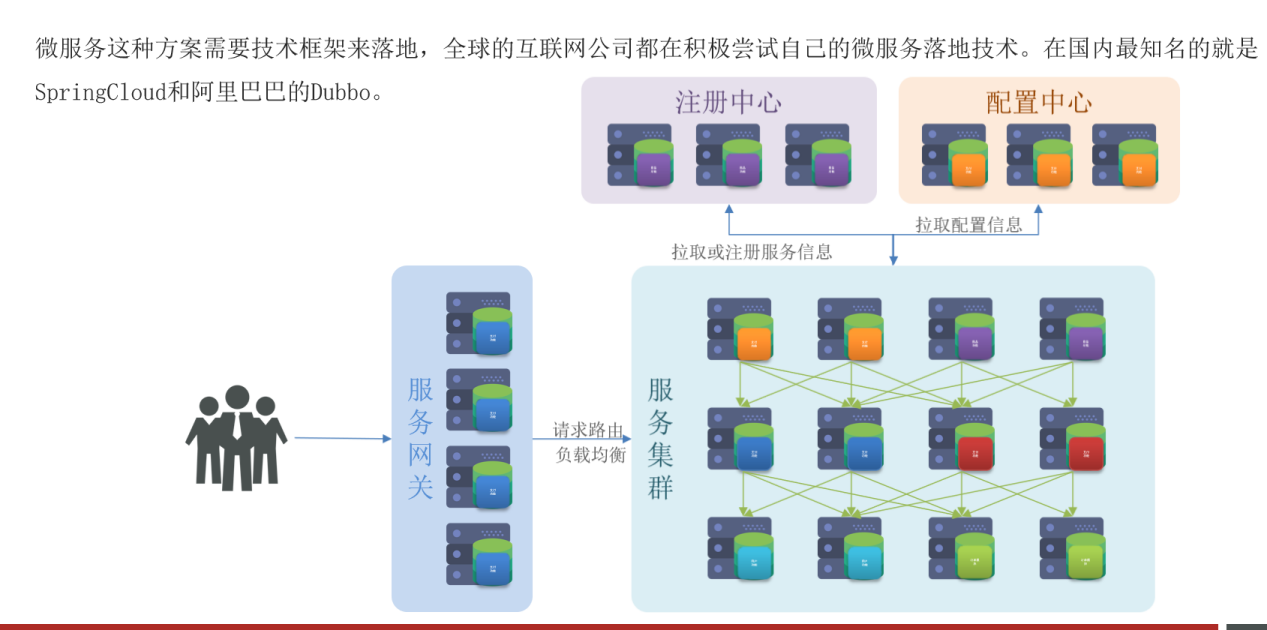 微服务这种方案需要技术框架来落地，全球的互联网公司都在积极尝试自己的微服务落地技术。在国内最知名的就是
SpringCloud和阿里巴巴的Dubbo。
注册中心
配置中心
拉取配置信息
拉取或注册服务信息
服务网关
请求路由
负载均衡
服务集群